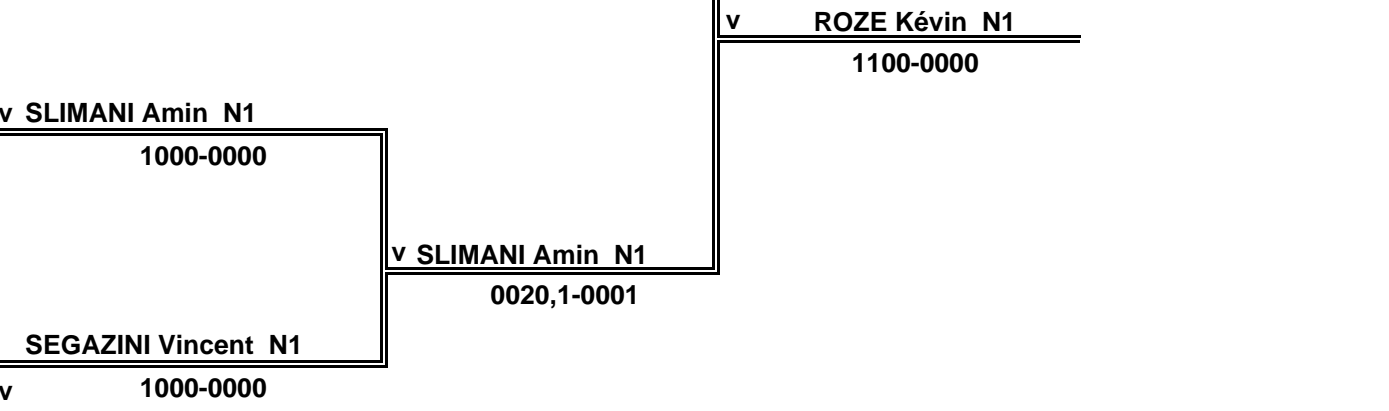 v ROZE Kévin N1
1100-0000
v SLIMANI Amin N1
1000-0000
v SLIMANI Amin N1
0020,1-0001
SEGAZINI Vincent N1
v 1000-0000